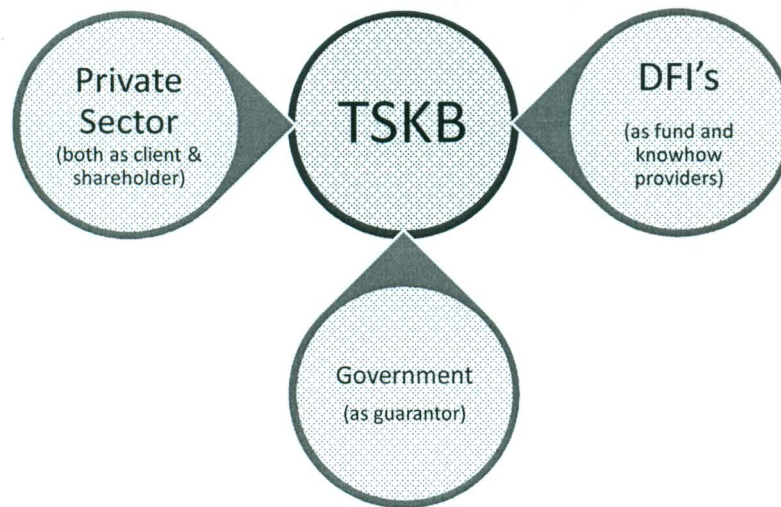 Private
Sector
(both as client &
shareholder)
TSKB
DFI's
(as fund and
knowhow
providers)
Government
(as guarantor)